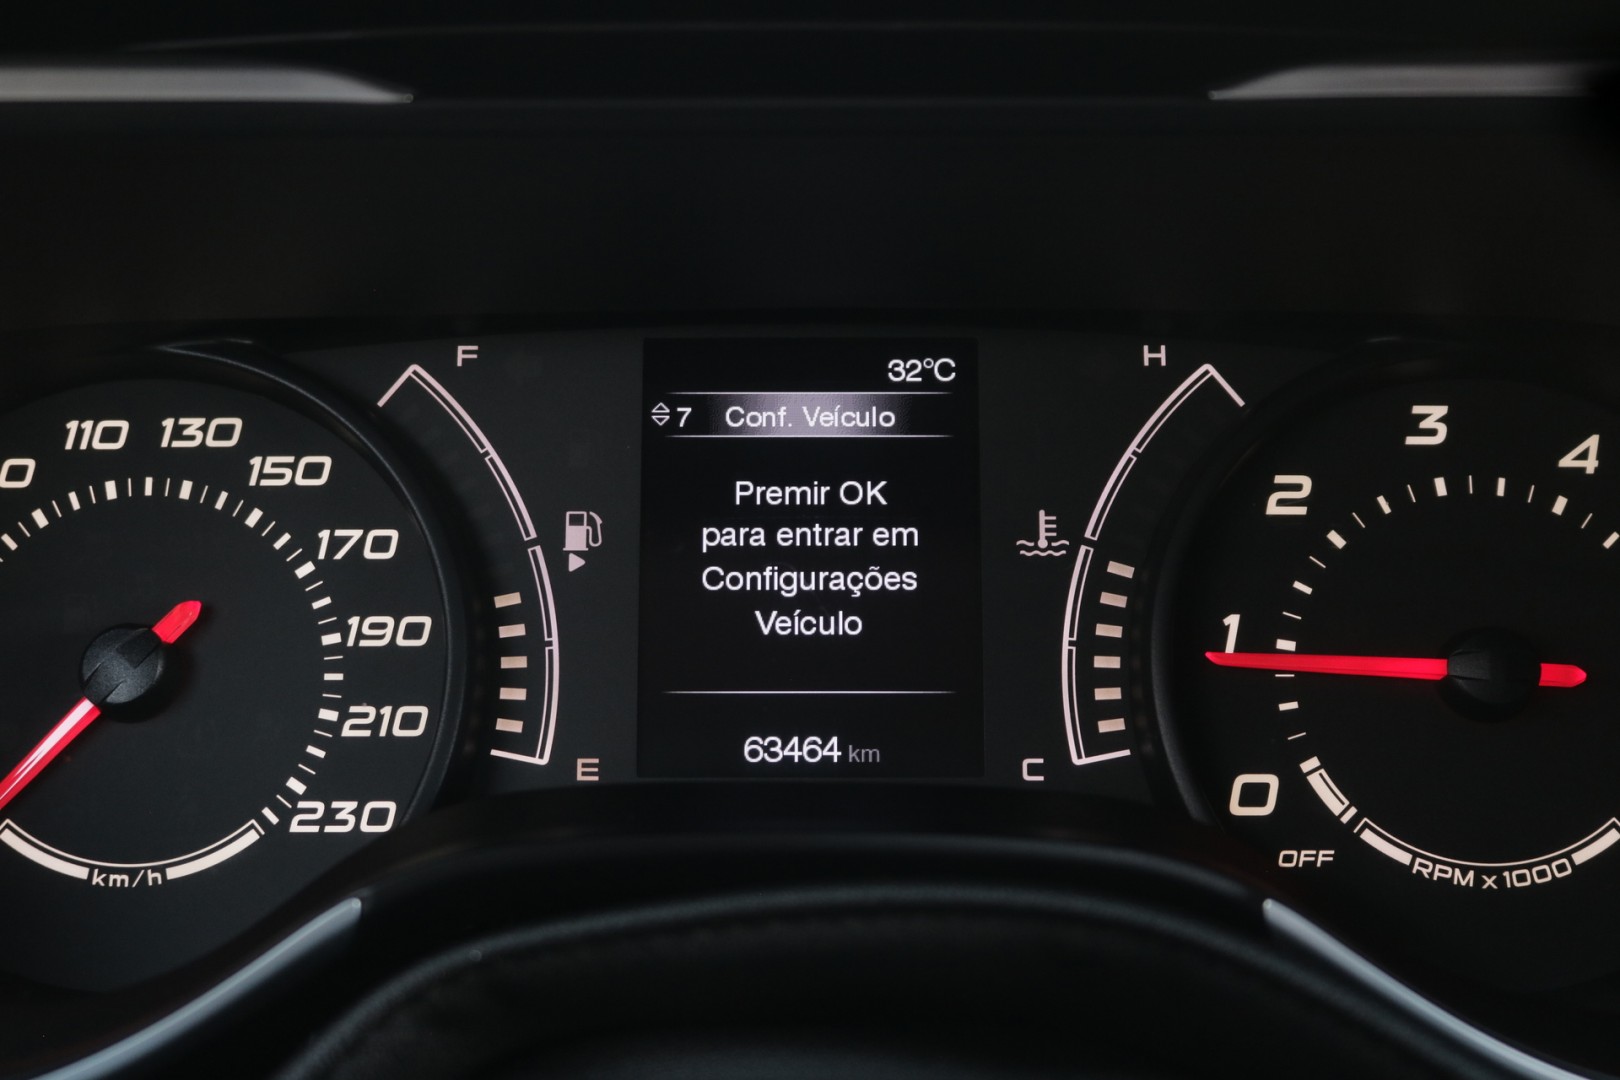 110
130
150
170
190
210
230
km/h
F
E
32°C
7 Conf. Veículo
Premir OK
para entrar em
Configurações
Veículo
63464 km
H
C
0
1
2
3
4
OFF
RPM x 1000